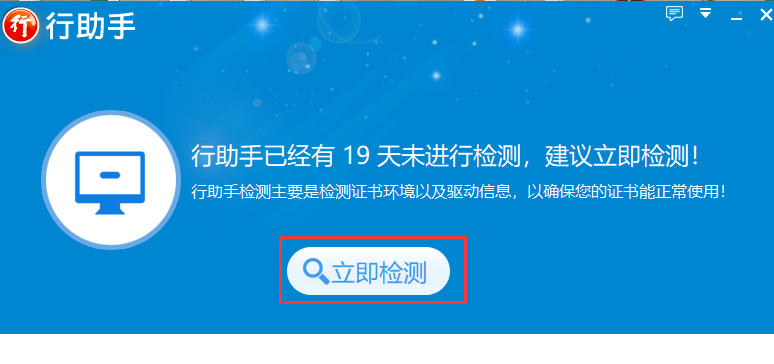 行 行助手
行助手已经有 19 天未进行检测，建议立即检测！
行助手检测主要是检测证书环境以及驱动信息，以确保您的证书能正常使用！
立即检测